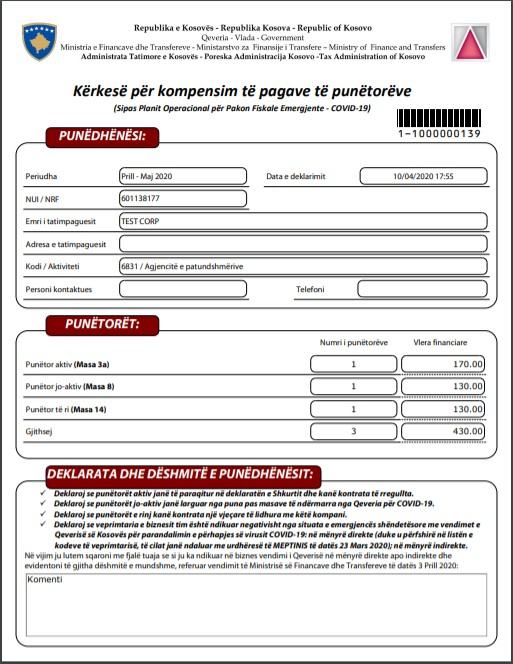 Republika e Kosovës - Republika Kosova - Republic of Kosovo
Qeveria - Vlada - Government
Ministria e Financave dhe Transfereve - Ministarstvo za Finansije i Transfere – Ministry of Finance and Transfers
Administrata Tatimore e Kosovës - Poreska Administracija Kosovo -Tax Administration of Kosovo
Kërkesë për kompensim të pagave të punëtorëve
(Sipas Planit Operacional për Pakon Fiskale Emergjente - COVID-19)
1-1000000139
PUNËDHËNËSI:
Periudha Prill - Maj 2020 Data e deklarimit 10/04/2020 17:55
NUI / NRF 601138177
Emri i tatimpaguesit TEST CORP
Adresa e tatimpaguesit
Kodi / Aktiviteti 6831 / Agjencitë e patundshmërive
Personi kontaktues Telefoni
PUNËTORËT:
Numri i punëtorëve Vlera financiare
Punëtor aktiv (Masa 3a) 1 170.00
Punëtor jo-aktiv (Masa 8) 1 130.00
Punëtor të ri (Masa 14) 1 130.00
Gjithsej 3 430.00
DEKLARATA DHE DËSHMITË E PUNËDHËNËSIT:
✓ Deklaroj se punëtorët aktiv janë të paraqitur në deklaratën e Shkurtit dhe kanë kontrata të rregullta.
✓ Deklaroj se punëtorët jo-aktiv janë larguar nga puna pas masave të ndërmarra nga Qeveria për COVID-19.
✓ Deklaroj se punëtorët e rinj kanë kontrata një vjeçare të lidhura me këtë kompani.
✓ Deklaroj se veprimtaria e biznesit tim është ndikuar negativisht nga situata e emergjencës shëndetësore me vendimet e
Qeverisë së Kosovës për parandalimin e përhapjes së virusit COVID-19: në mënyrë direkte (duke u përfshirë në listën e
kodeve të veprimtarisë, të cilat janë ndaluar me urdhëresë të MEPTINIS të datës 23 Mars 2020); në mënyrë indirekte.
Në vijim ju lutem sqaroni me fjalë tuaja se si ju ka ndikuar në biznes vendimi i Qeverisë në mënyrë direkte apo indirekte dhe
evidentoni të gjitha dëshmitë e mundshme, referuar vendimit të Ministrisë së Financave dhe Transfereve të datës 3 Prill 2020:
Komenti